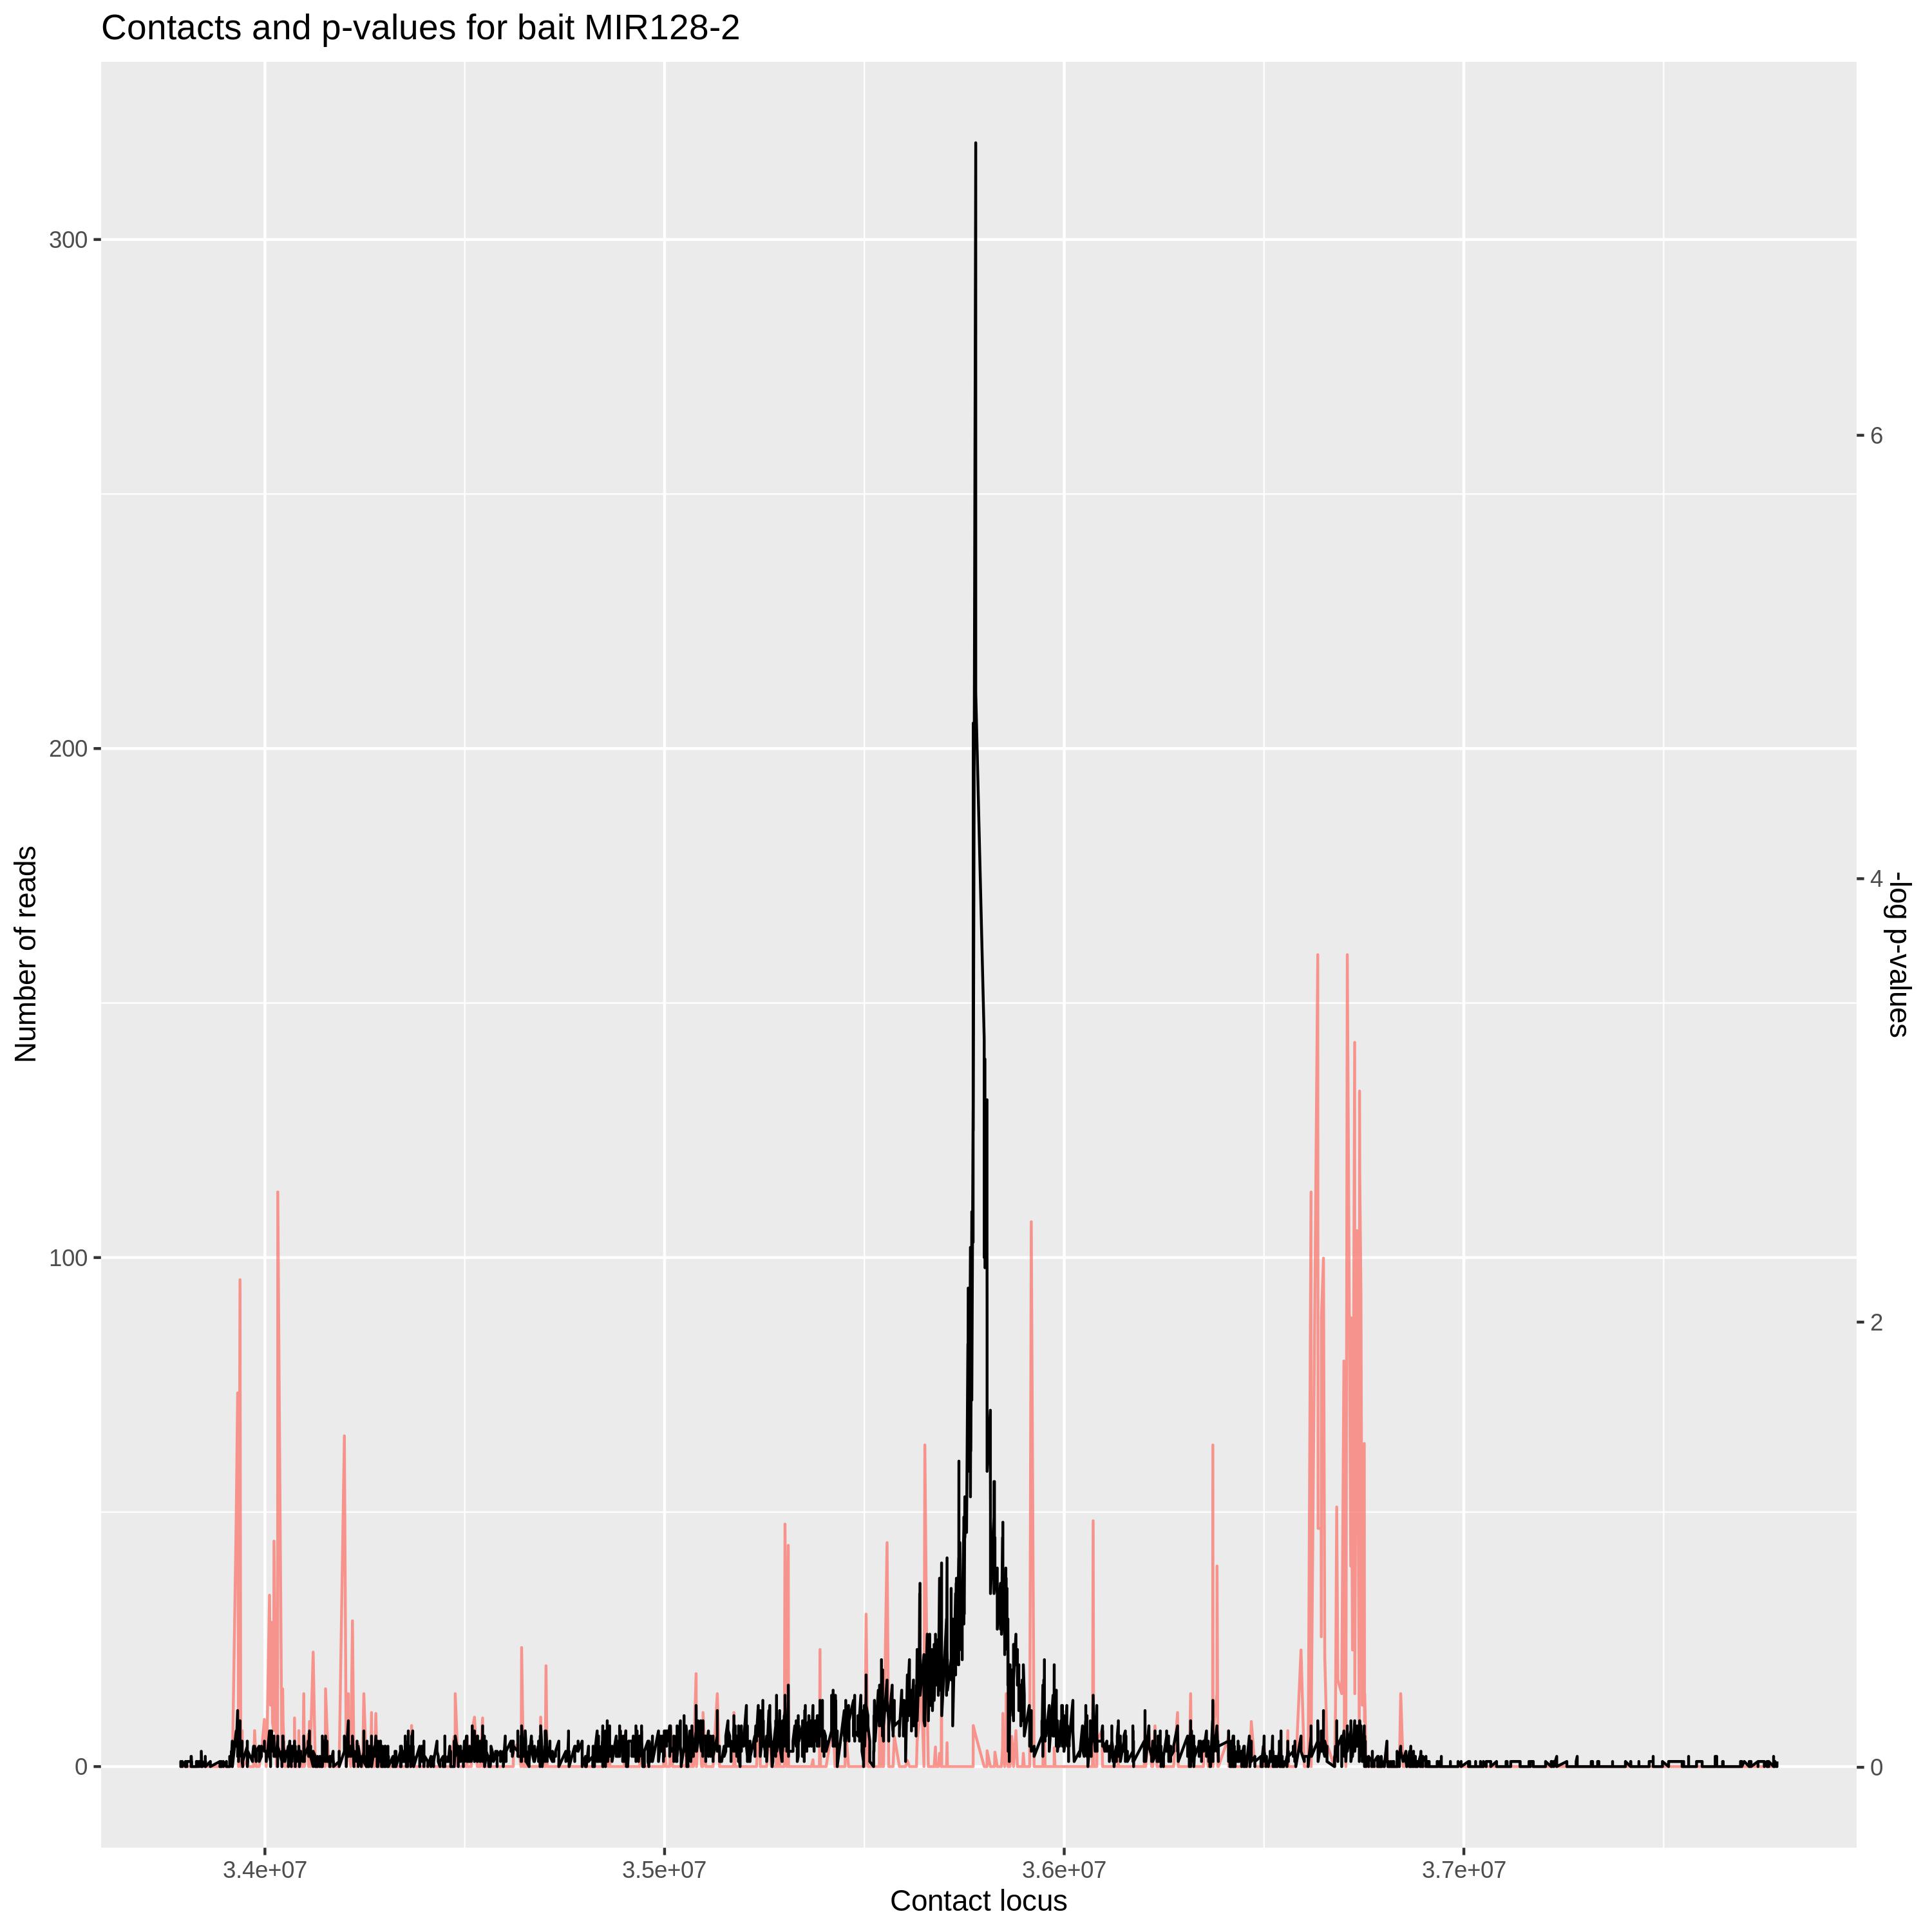 Contacts and p-values for bait MIR128-2
300
200
100
0
Number of reads
6
4
2
0
-log p-values
3.4e+07
3.5e+07
3.6e+07
3.7e+07
Contact locus